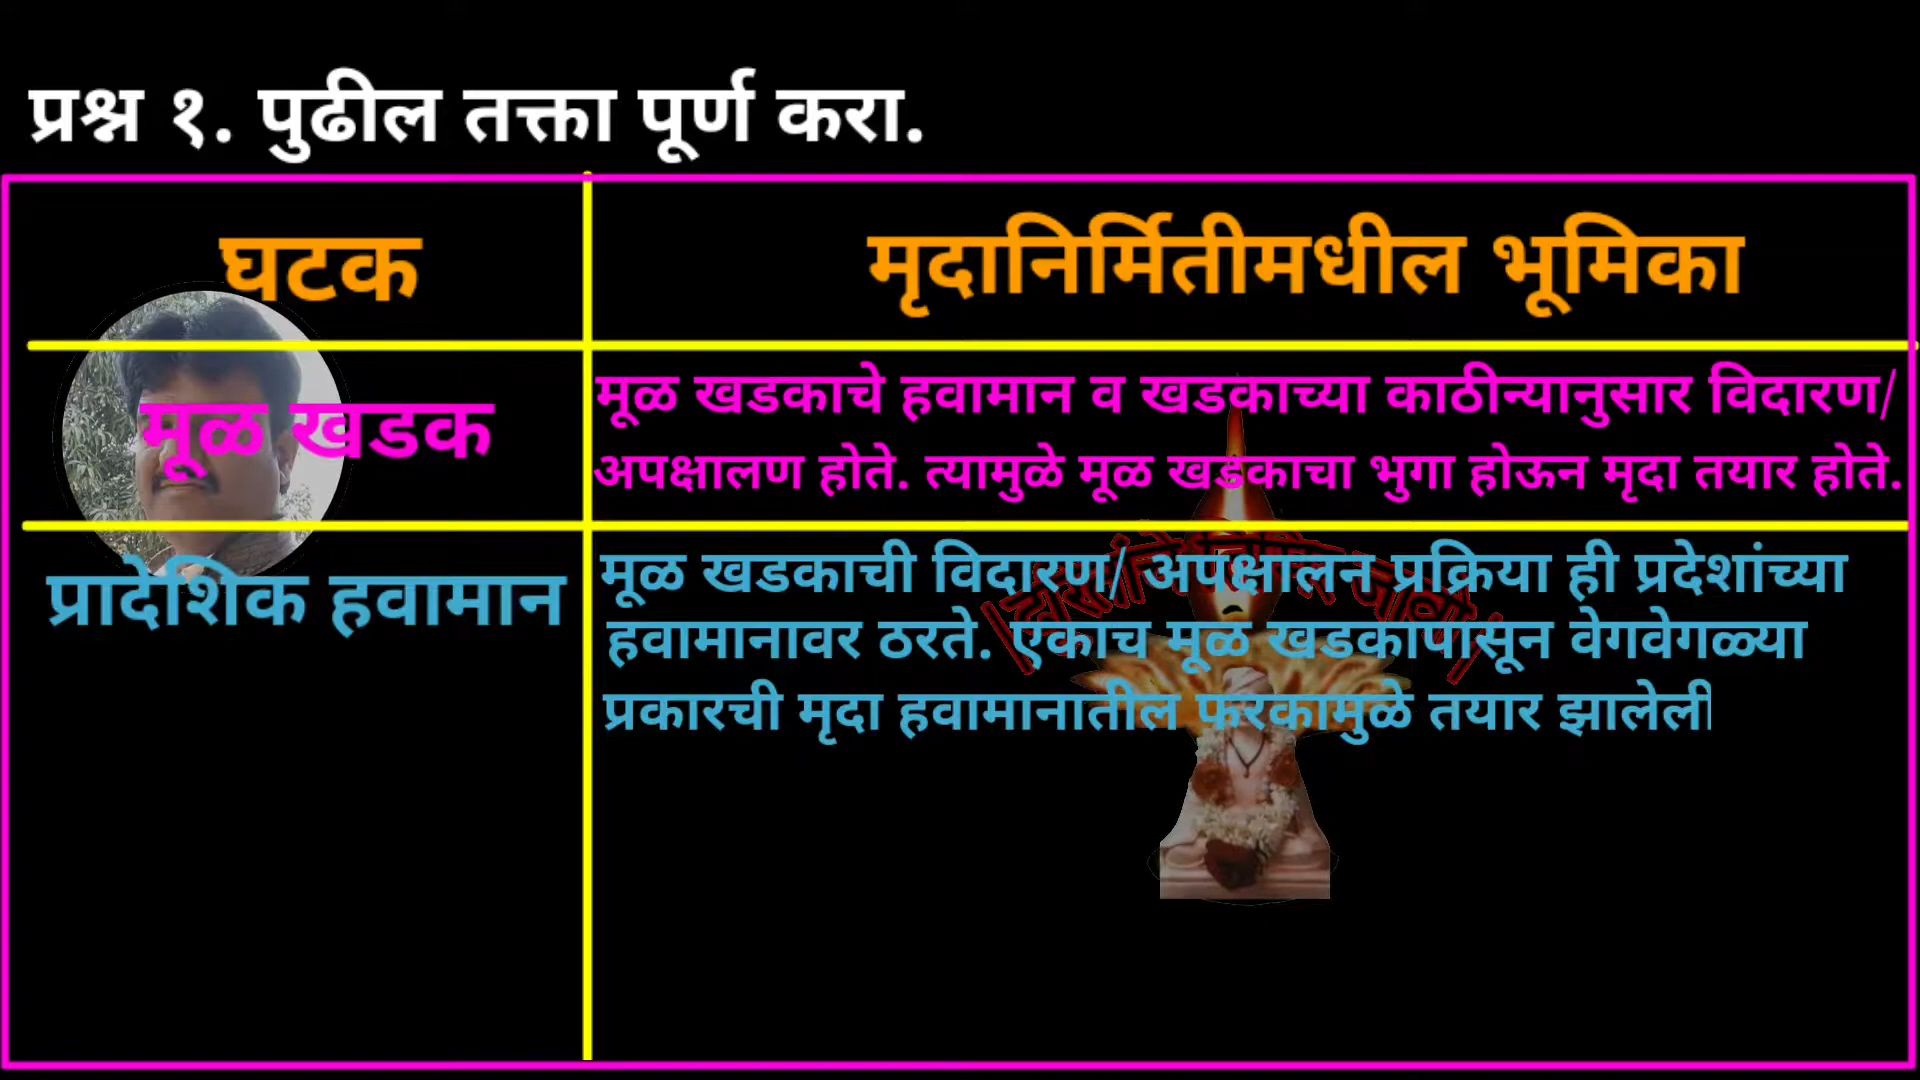 प्रश्न १. पुढील तक्ता पूर्ण करा.
घटक
मृदानिर्मितीमधील भूमिका
मूळ खडक
मूळ खडकाचे हवामान व खडकाच्या काठीन्यानुसार विदारण/
अपक्षालण होते. त्यामुळे मूळ खडकाचा भुगा होऊन मृदा तयार होते.
प्रादेशिक हवामान
मूळ खडकाची विदारण/ अपक्षालन प्रक्रिया ही प्रदेशांच्या
हवामानावर ठरते. एकाच मूळ खडकापासून वेगवेगळ्या
प्रकारची मृदा हवामानातील फरकामुळे तयार झालेली